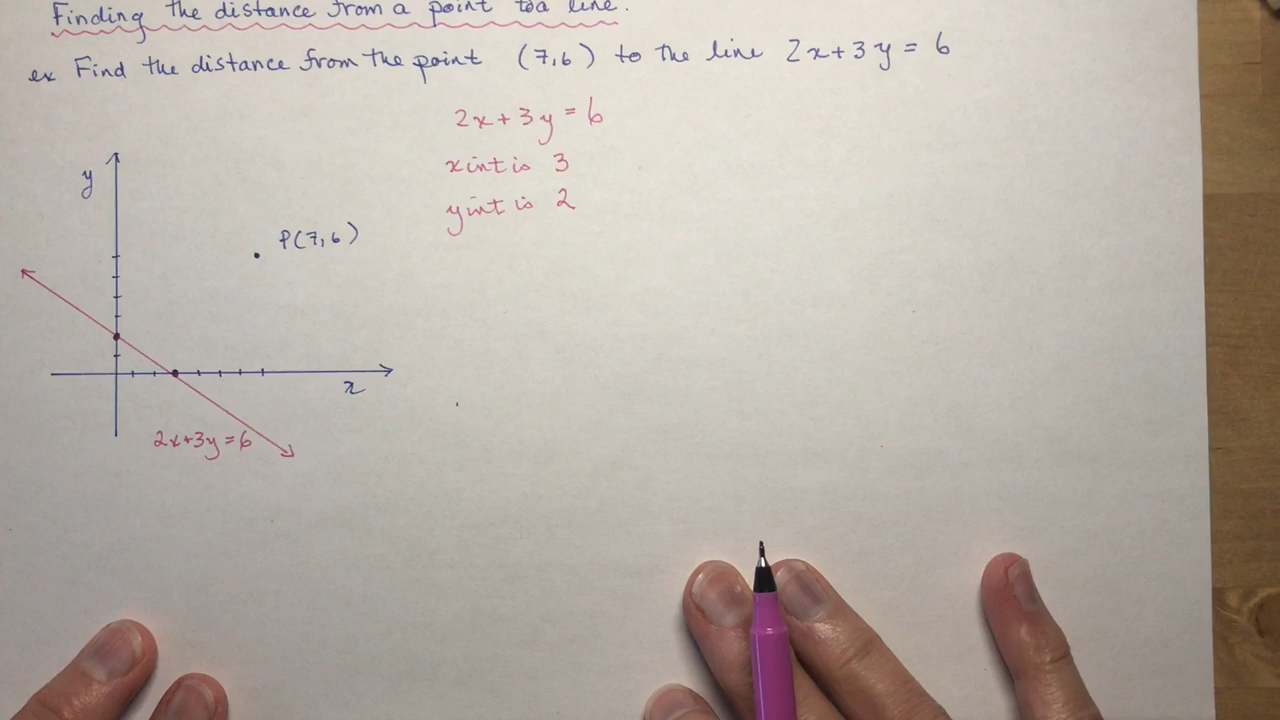 Finding the distance from a point to a line.
ex Find the distance from the point (7,6) to the line 2x+3y=6
2x+3y=6
x int is 3
y int is 2
y
P(7,6)
x
2x+3y=6